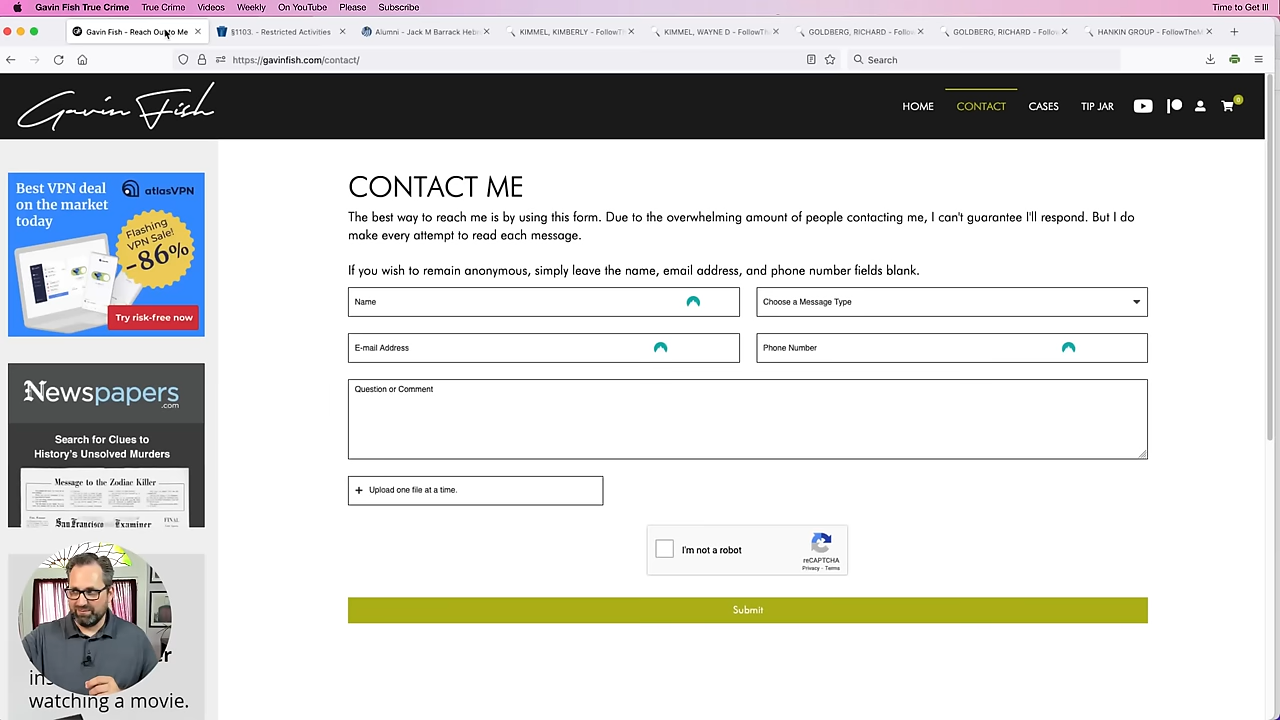 Gavin Fish True Crime True Crime Videos Weekly On YouTube Please Subscribe Time to Get Ill
Gavin Fish - Reach Out to Me
§1103. - Restricted Activities
Alumni - Jack M Barrack Heb
KIMMEL, KIMBERLY - FollowT
KIMMEL, WAYNE D - FollowTh
GOLDBERG, RICHARD - Follow
GOLDBERG, RICHARD - Follow
HANKIN GROUP - FollowTheM
https://gavinfish.com/contact/
Search
Gavin Fish
HOME CONTACT CASES TIP JAR
0
Best VPN deal
on the market
today
atlasVPN
Flashing
VPN Sale!
-86%
Try risk-free now
Newspapers
.com
Search for Clues to
History's Unsolved Murders
Message to the Zodiac Killer
San Francisco Examiner FINAL
watching a movie.
CONTACT ME
The best way to reach me is by using this form. Due to the overwhelming amount of people contacting me, I can't guarantee I'll respond. But I do
make every attempt to read each message.
If you wish to remain anonymous, simply leave the name, email address, and phone number fields blank.
Name
Choose a Message Type
E-mail Address
Phone Number
Question or Comment
+ Upload one file at a time.
I'm not a robot
reCAPTCHA
Privacy - Terms
Submit